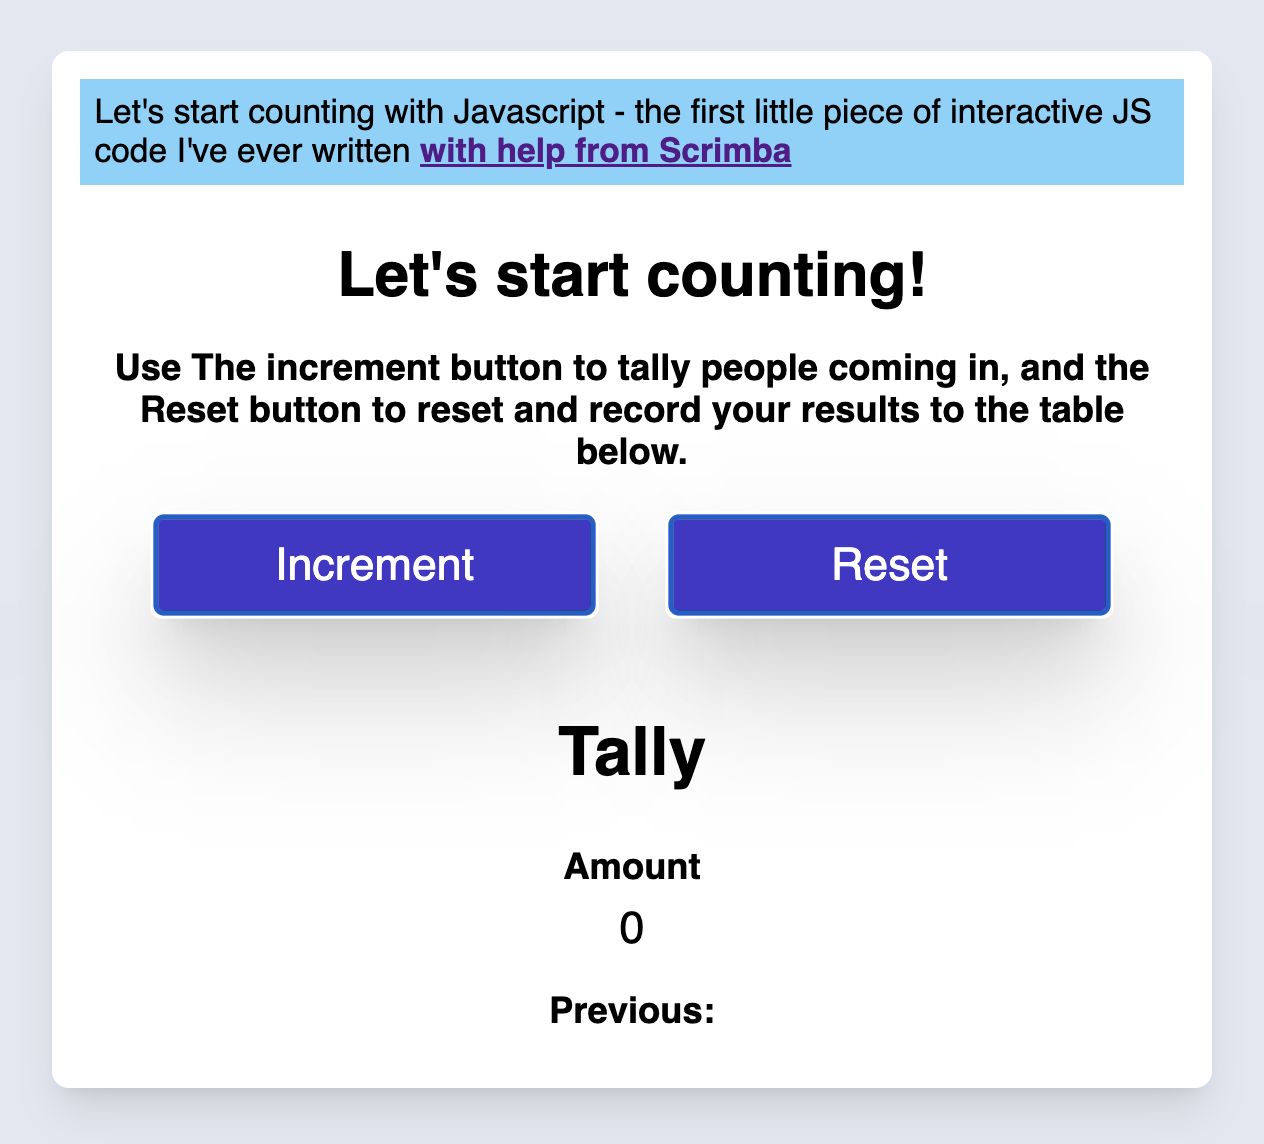 Let's start counting with Javascript - the first little piece of interactive JS
code I've ever written with help from Scrimba
Let's start counting!
Use The increment button to tally people coming in, and the
Reset button to reset and record your results to the table
below.
Increment
Reset
Tally
Amount
0
Previous: